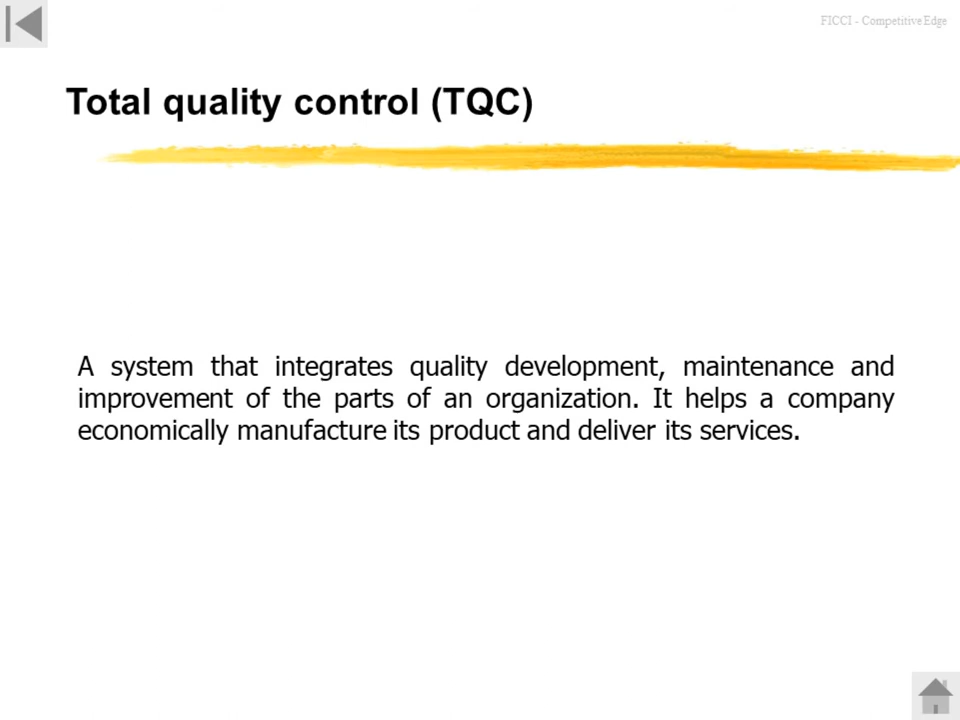 FICCI - Competitive Edge
Total quality control (TQC)
A system that integrates quality development, maintenance and
improvement of the parts of an organization. It helps a company
economically manufacture its product and deliver its services.